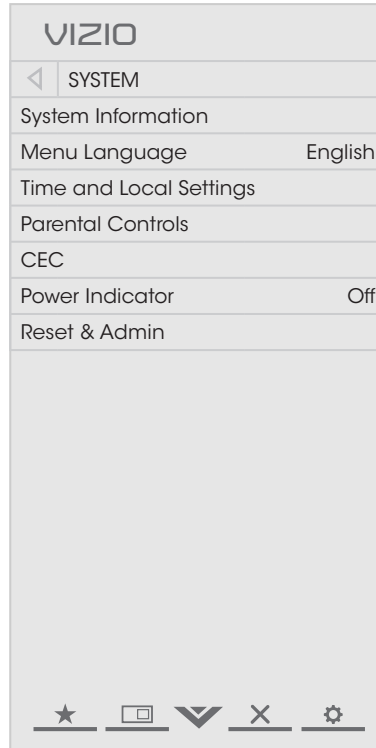 VIZIO
SYSTEM
System Information
Menu Language English
Time and Local Settings
Parental Controls
CEC
Power Indicator Off
Reset & Admin